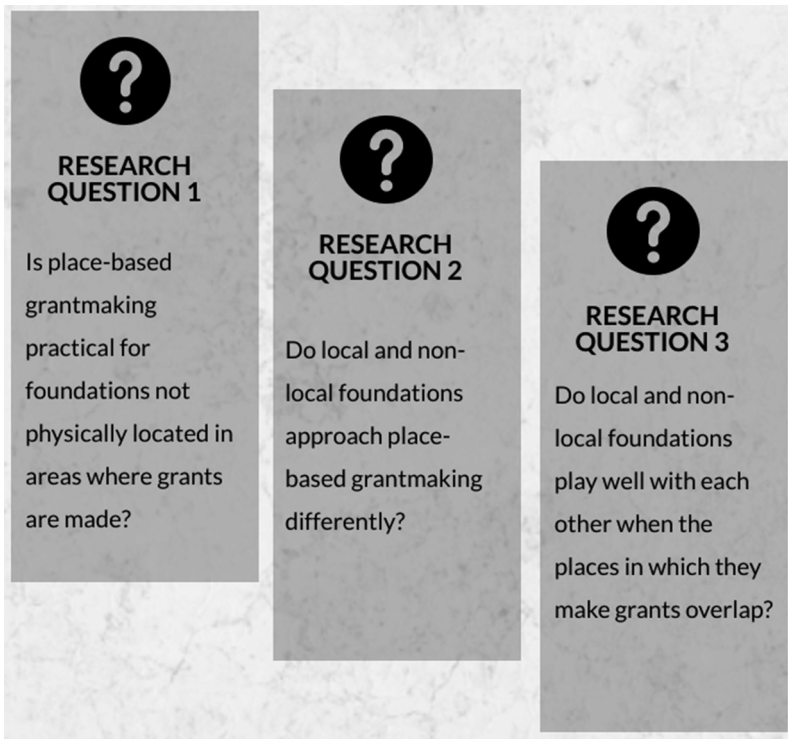 RESEARCH
QUESTION 1
Is place-based
grantmaking
practical for
foundations not
physically located in
areas where grants
are made?
RESEARCH
QUESTION 2
Do local and non-
local foundations
approach place-
based grantmaking
differently?
RESEARCH
QUESTION 3
Do local and non-
local foundations
play well with each
other when the
places in which they
make grants overlap?